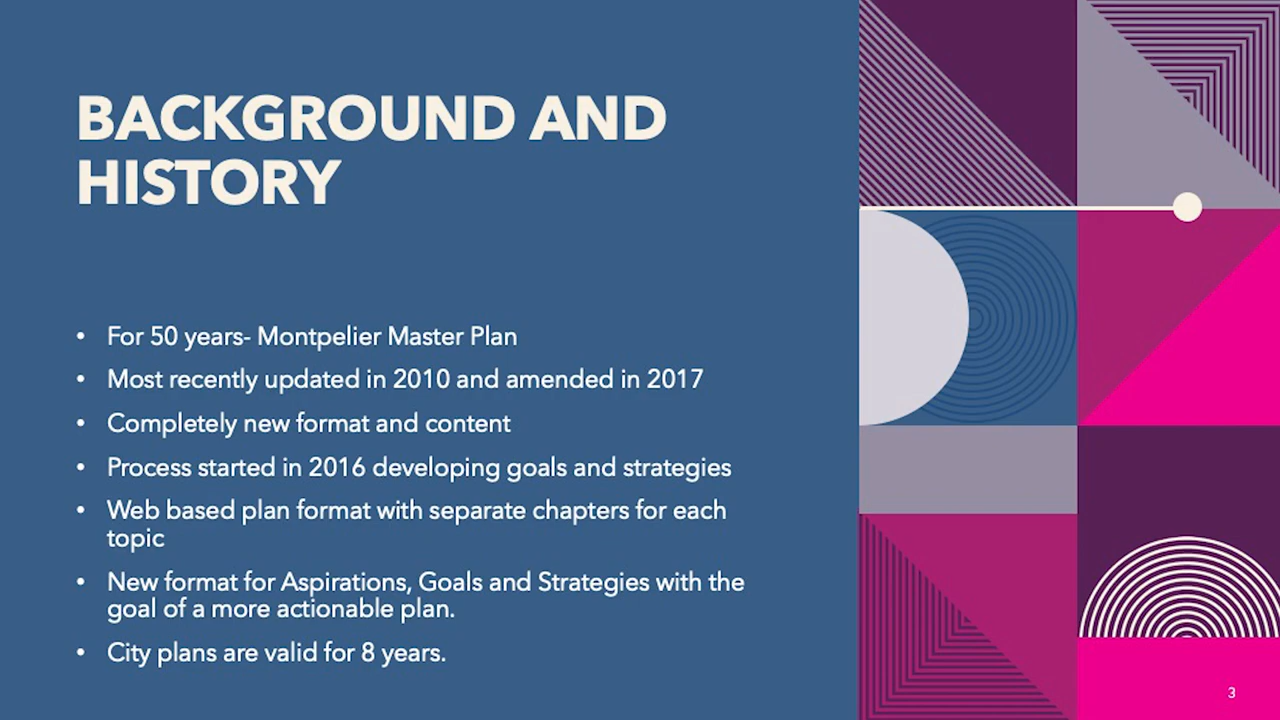 BACKGROUND AND
HISTORY
• For 50 years- Montpelier Master Plan
• Most recently updated in 2010 and amended in 2017
• Completely new format and content
• Process started in 2016 developing goals and strategies
• Web based plan format with separate chapters for each
topic
• New format for Aspirations, Goals and Strategies with the
goal of a more actionable plan.
• City plans are valid for 8 years.
3